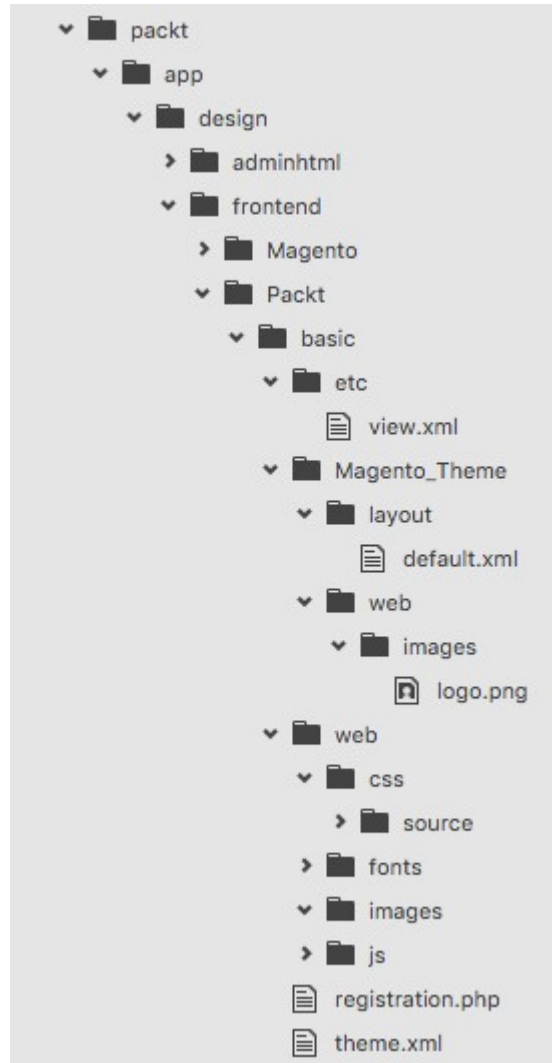 packt
app
design
adminhtml
frontend
Magento
Packt
basic
etc
view.xml
Magento_Theme
layout
default.xml
web
images
logo.png
web
css
source
fonts
images
js
registration.php
theme.xml